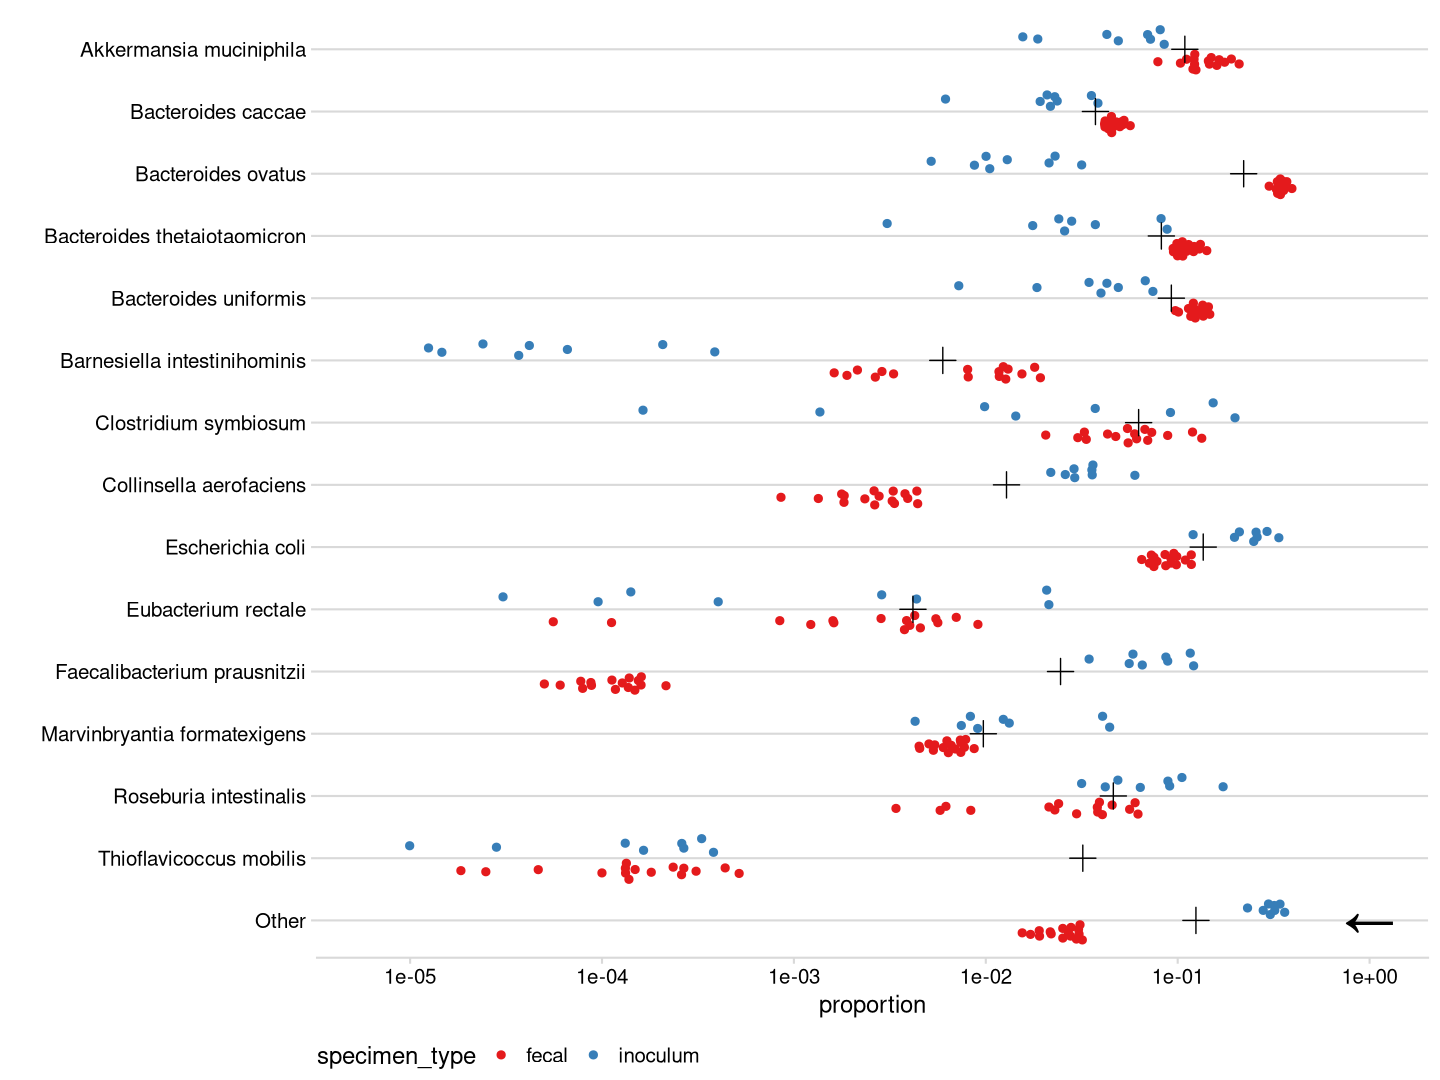 Akkermansia muciniphila
Bacteroides caccae
Bacteroides ovatus
Bacteroides thetaiotaomicron
Bacteroides uniformis
Barnesiella intestinihominis
Clostridium symbiosum
Collinsella aerofaciens
Escherichia coli
Eubacterium rectale
Faecalibacterium prausnitzii
Marvinbryantia formatexigens
Roseburia intestinalis
Thioflavicoccus mobilis
Other
1e-05 1e-04 1e-03 1e-02 1e-01 1e+00
proportion
specimen_type fecal inoculum